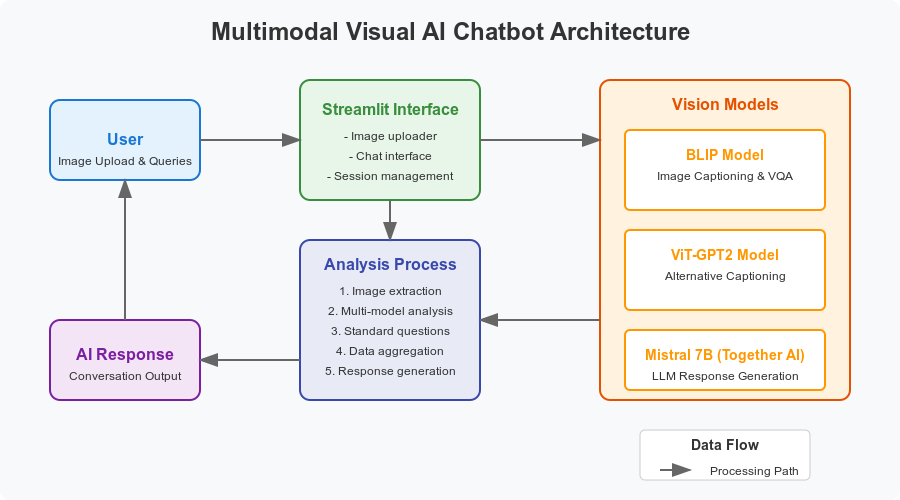 Multimodal Visual AI Chatbot Architecture
User
Image Upload & Queries
Streamlit Interface
- Image uploader
- Chat interface
- Session management
Vision Models
BLIP Model
Image Captioning & VQA
ViT-GPT2 Model
Alternative Captioning
Mistral 7B (Together AI)
LLM Response Generation
Analysis Process
1. Image extraction
2. Multi-model analysis
3. Standard questions
4. Data aggregation
5. Response generation
AI Response
Conversation Output
Data Flow
Processing Path